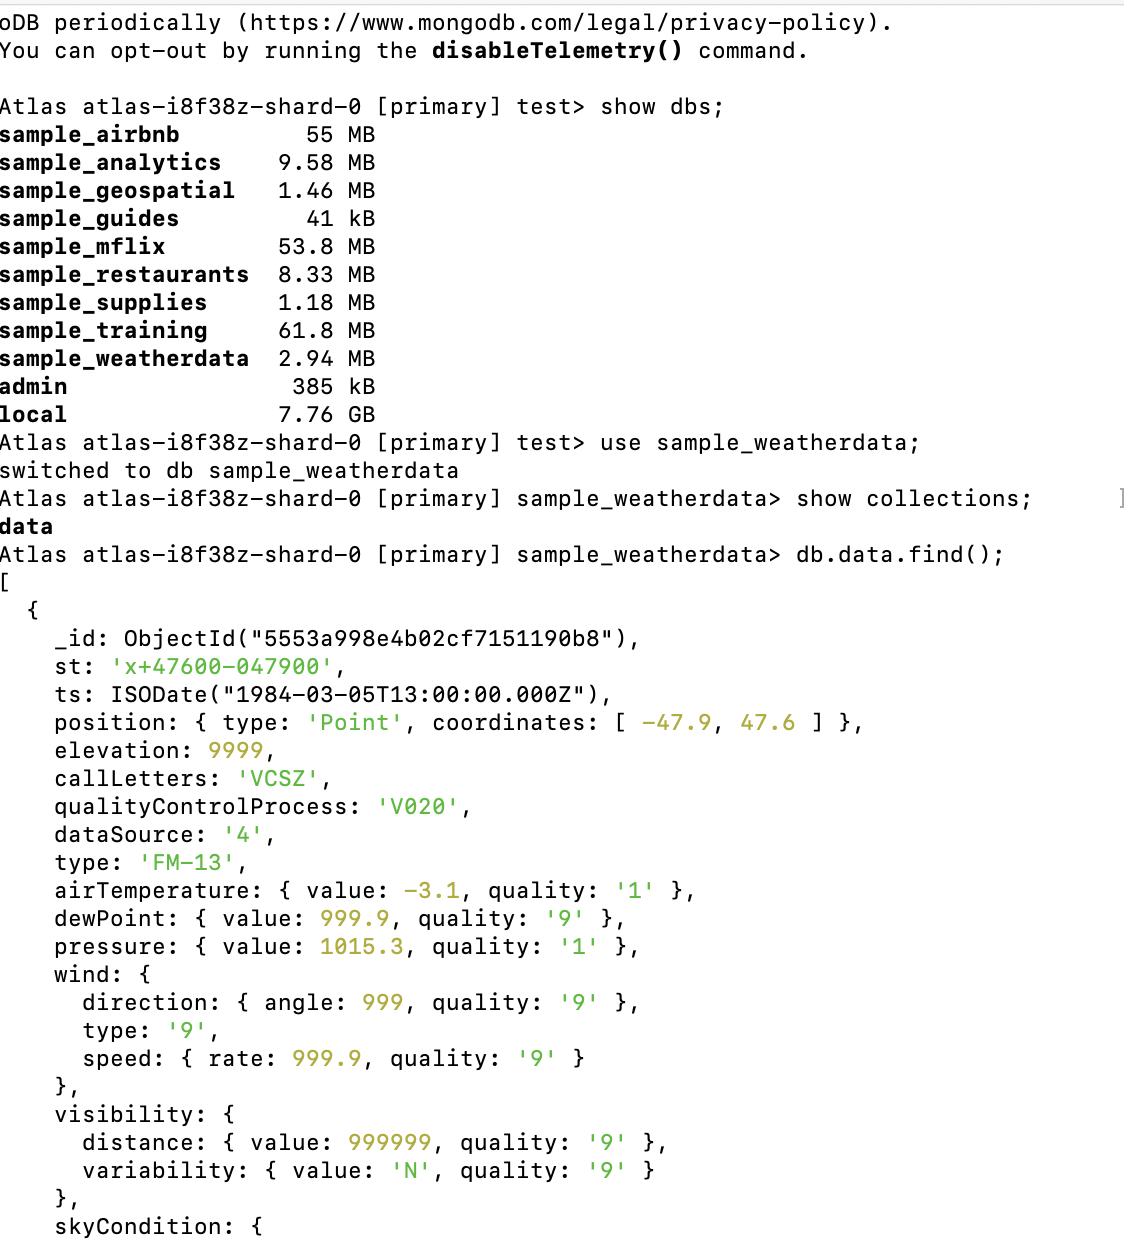 oDB periodically (https://www.mongodb.com/legal/privacy-policy).
You can opt-out by running the disableTelemetry() command.
Atlas atlas-i8f38z-shard-0 [primary] test> show dbs;
sample_airbnb 55 MB
sample_analytics 9.58 MB
sample_geospatial 1.46 MB
sample_guides 41 kB
sample_mflix 53.8 MB
sample_restaurants 8.33 MB
sample_supplies 1.18 MB
sample_training 61.8 MB
sample_weatherdata 2.94 MB
admin 385 kB
local 7.76 GB
Atlas atlas-i8f38z-shard-0 [primary] test> use sample_weatherdata;
switched to db sample_weatherdata
Atlas atlas-i8f38z-shard-0 [primary] sample_weatherdata> show collections;
data
Atlas atlas-i8f38z-shard-0 [primary] sample_weatherdata> db.data.find();
[
  {
    _id: ObjectId("5553a998e4b02cf7151190b8"),
    st: 'x+47600-047900',
    ts: ISODate("1984-03-05T13:00:00.000Z"),
    position: { type: 'Point', coordinates: [ -47.9, 47.6 ] },
    elevation: 9999,
    callLetters: 'VCSZ',
    qualityControlProcess: 'V020',
    dataSource: '4',
    type: 'FM-13',
    airTemperature: { value: -3.1, quality: '1' },
    dewPoint: { value: 999.9, quality: '9' },
    pressure: { value: 1015.3, quality: '1' },
    wind: {
      direction: { angle: 999, quality: '9' },
      type: '9',
      speed: { rate: 999.9, quality: '9' }
    },
    visibility: {
      distance: { value: 999999, quality: '9' },
      variability: { value: 'N', quality: '9' }
    },
    skyCondition: {